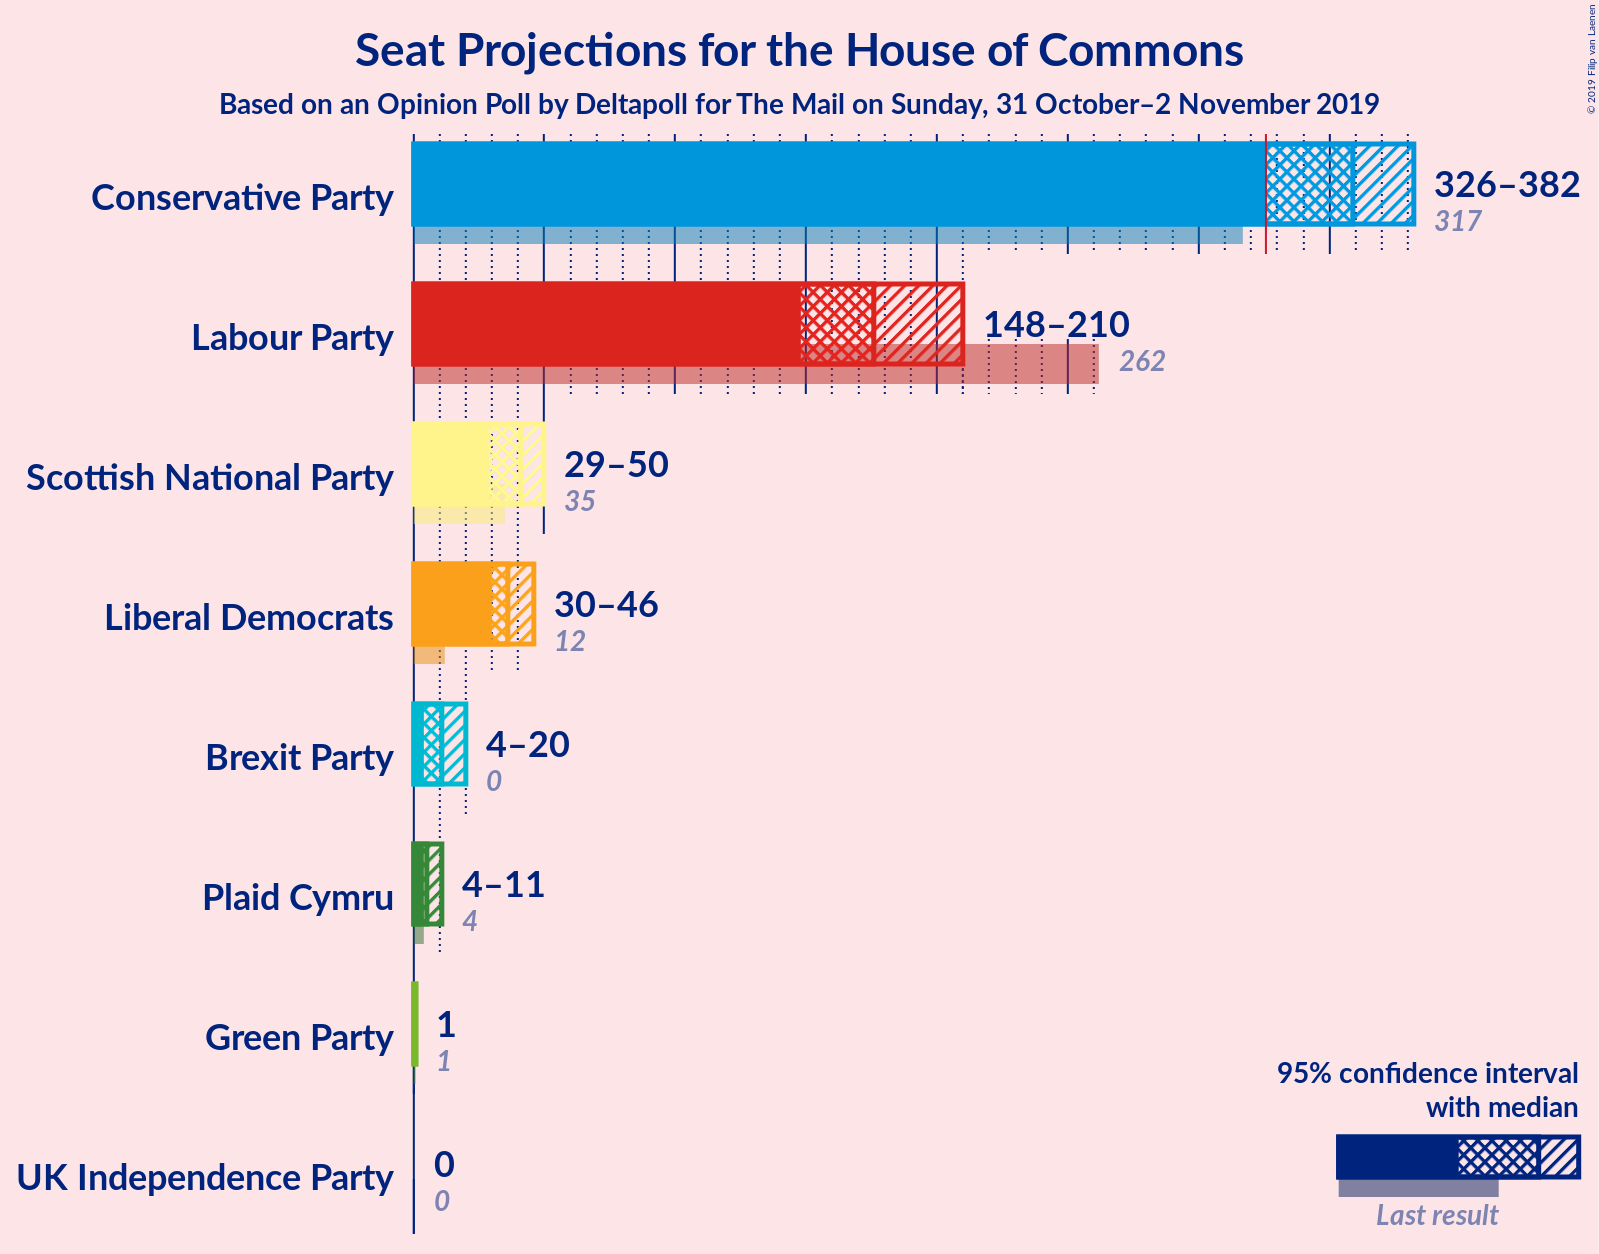 Seat Projections for the House of Commons
Based on an Opinion Poll by Deltapoll for The Mail on Sunday, 31 October–2 November 2019
© 2019 Filip van Laenen
Conservative Party
326–382
317
Labour Party
148–210
262
Scottish National Party
29–50
35
Liberal Democrats
30–46
12
Brexit Party
4–20
0
Plaid Cymru
4–11
4
Green Party
1
1
UK Independence Party
0
0
95% confidence interval
with median
Last result